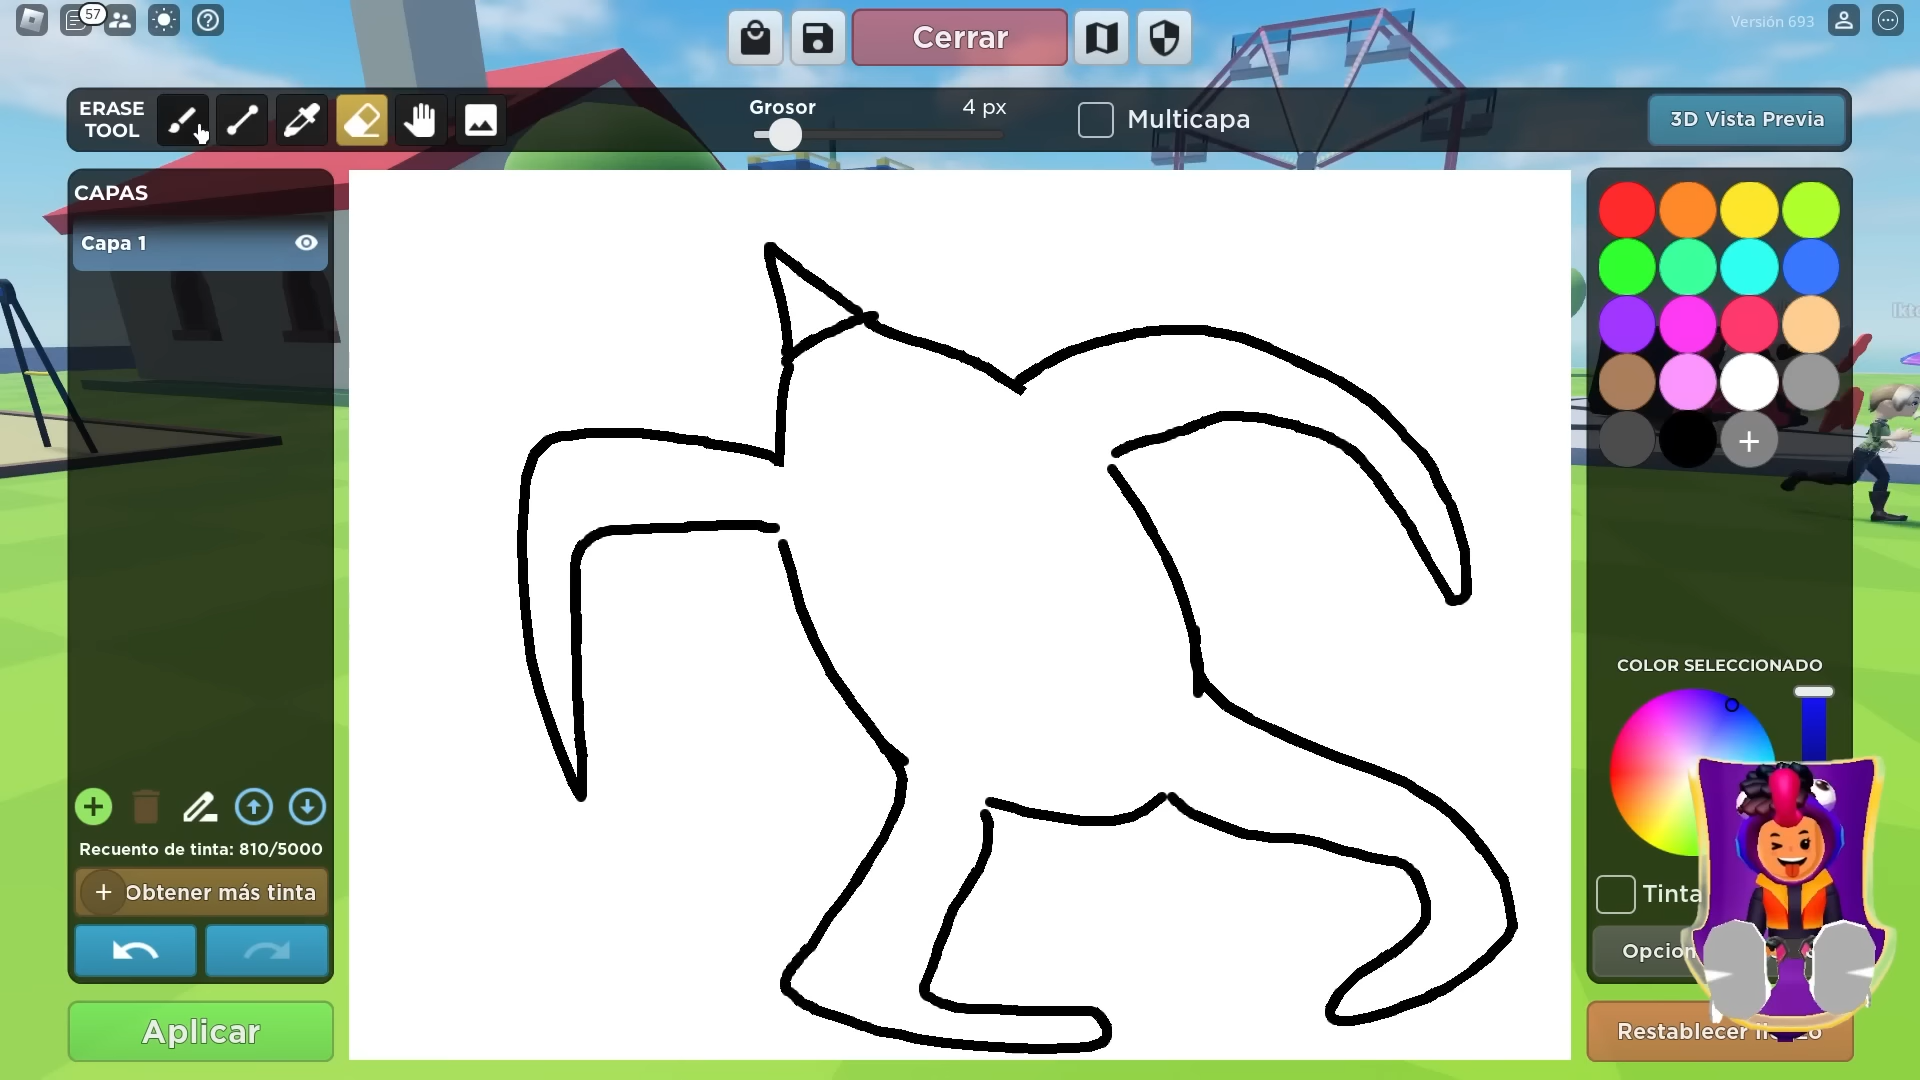 57
Cerrar
Versión 693
ERASE
TOOL
Grosor
4 px
Multicapa
3D Vista Previa
CAPAS
Capa 1
COLOR SELECCIONADO
Recuento de tinta: 810/5000
+ Obtener más tinta
Tinta
Aplicar
Restablecer